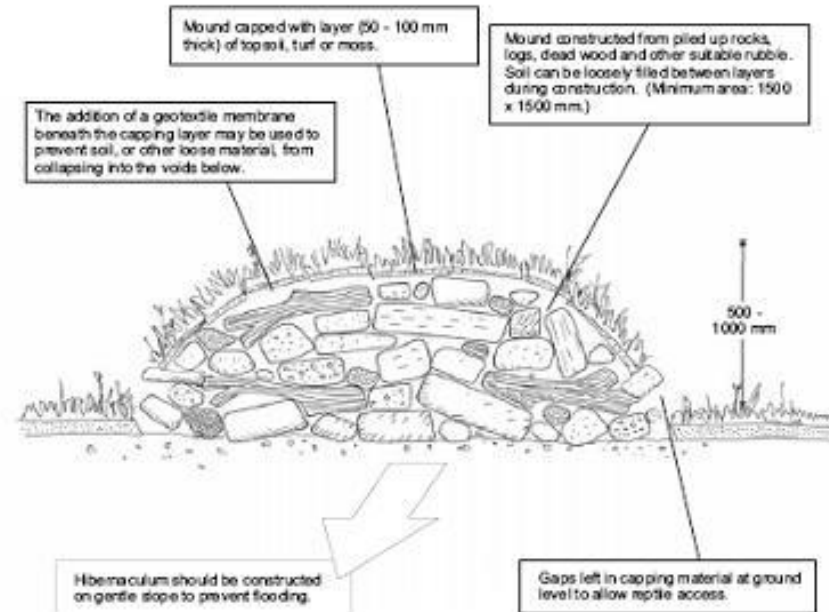 Mound capped with layer (50 - 100 mm
thick) of topsoil, turf or moss.
Mound constructed from piled up rocks,
logs, dead wood and other suitable rubble.
Soil can be loosely filled between layers
during construction. (Minimum area: 1500
x 1500 mm.)
The addition of a geotextile membrane
beneath the capping layer may be used to
prevent soil, or other loose material, from
collapsing into the voids below.
500 -
1000 mm
Hibernaculum should be constructed
on gentle slope to prevent flooding.
Gaps left in capping material at ground
level to allow reptile access.